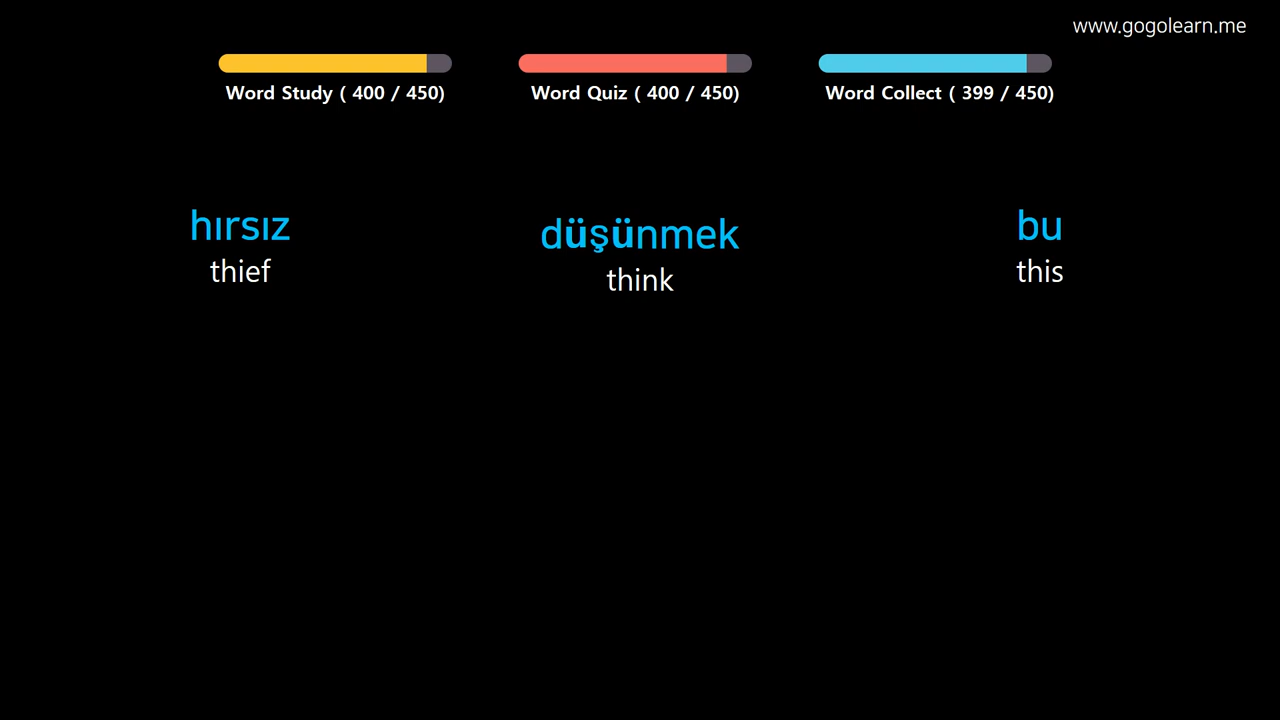 www.gogolearn.me
Word Study ( 400 / 450)
Word Quiz ( 400 / 450)
Word Collect ( 399 / 450)
hırsız
thief
düşünmek
think
bu
this